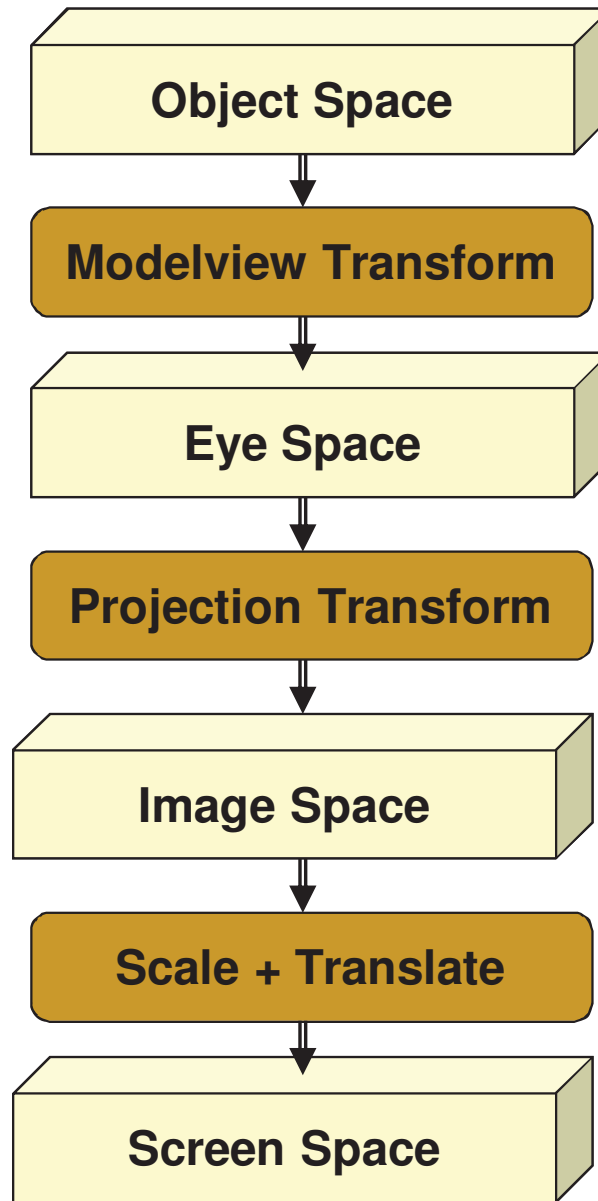 Object Space
Modelview Transform
Eye Space
Projection Transform
Image Space
Scale + Translate
Screen Space